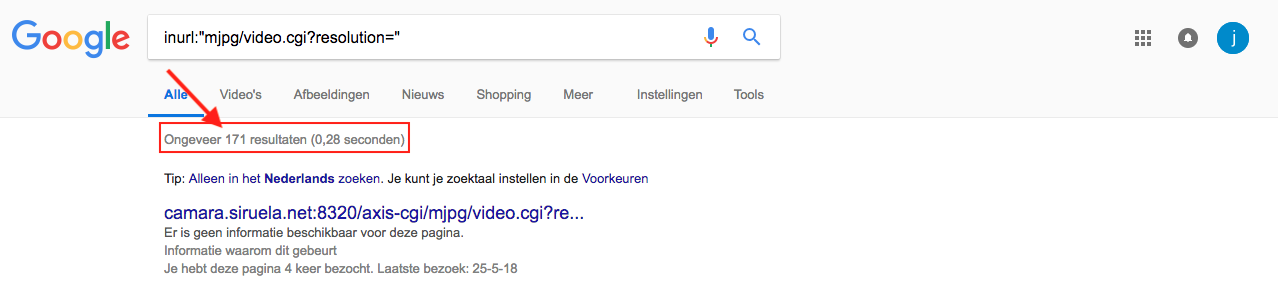 Google
inurl:"mjpg/video.cgi?resolution="
j
Alle Video's Afbeeldingen Nieuws Shopping Meer Instellingen Tools
Ongeveer 171 resultaten (0,28 seconden)
Tip: Alleen in het Nederlands zoeken. Je kunt je zoektaal instellen in de Voorkeuren
camara.siruela.net:8320/axis-cgi/mjpg/video.cgi?re...
Er is geen informatie beschikbaar voor deze pagina.
Informatie waarom dit gebeurt
Je hebt deze pagina 4 keer bezocht. Laatste bezoek: 25-5-18